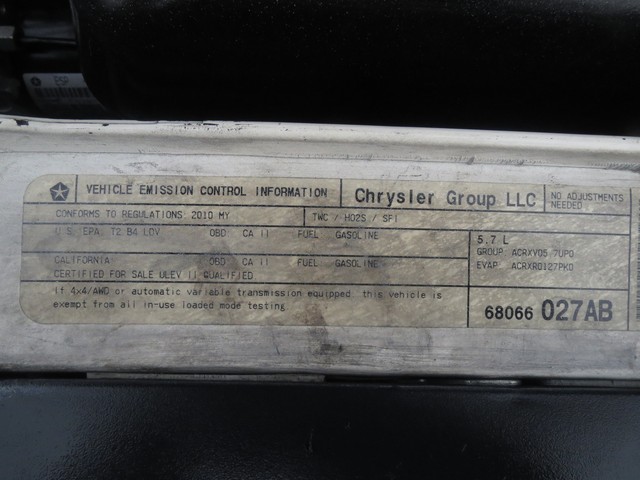 ESP
VEHICLE EMISSION CONTROL INFORMATION
Chrysler Group LLC
NO ADJUSTMENTS
NEEDED
CONFORMS TO REGULATIONS: 2010 MY
TWC / HO2S / SFI
U.S. EPA: T2 B4 LDV OBD CA II FUEL GASOLINE
5.7 L
GROUP: ACRXV05.7UP0
EVAP: ACRXR0127PKD
CALIFORNIA OBD CA II FUEL GASOLINE
CERTIFIED FOR SALE ULEV II QUALIFIED
If 4x4/AWD or automatic variable transmission equipped, this vehicle is
exempt from all in-use loaded mode testing
68066 027AB